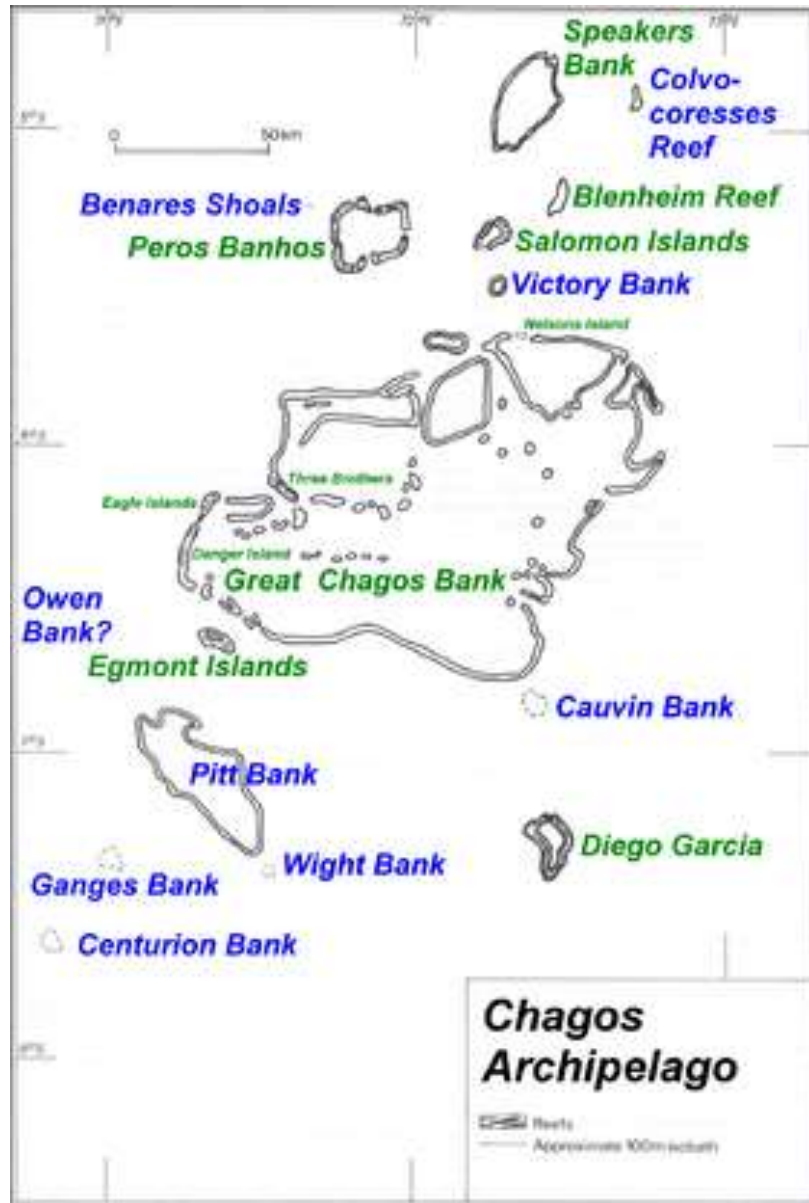 Speakers
Bank
Colvo-
coresses
Reef
0
50km
Benares Shoals
Blenheim Reef
Peros Banhos
Salomon Islands
Victory Bank
Nelsons Island
Three Brothers
Eagle Islands
Danger Island
Great Chagos Bank
Owen
Bank?
Egmont Islands
Cauvin Bank
Pitt Bank
Diego Garcia
Wight Bank
Ganges Bank
Centurion Bank
Chagos
Archipelago
Reefs
Approximate 100m isobath